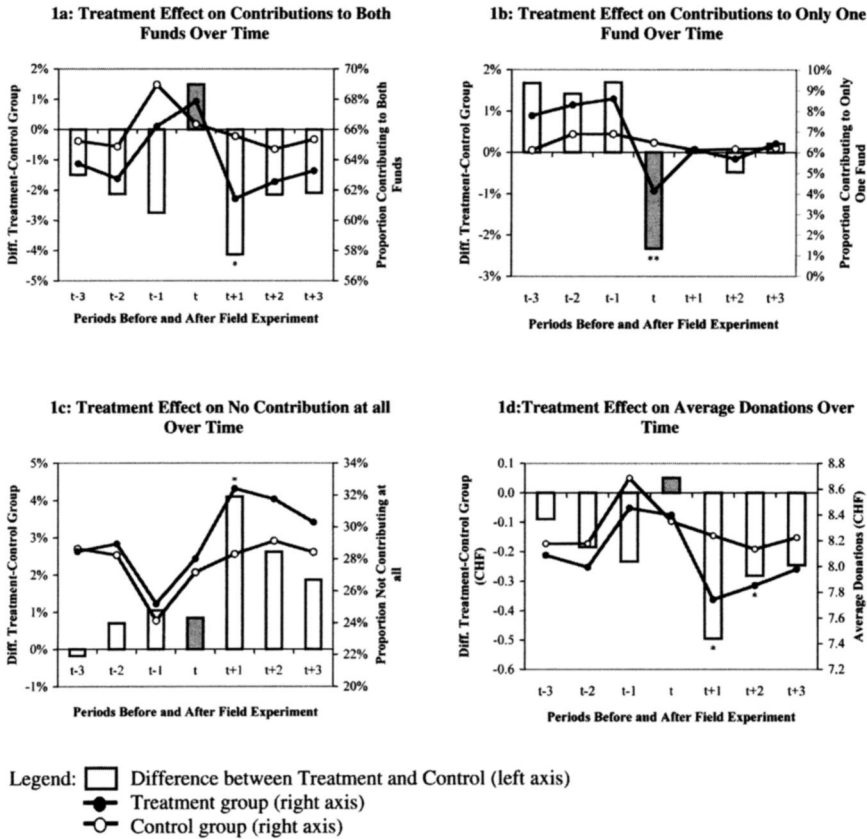 1a: Treatment Effect on Contributions to Both
Funds Over Time
Diff. Treatment-Control Group
2%
1%
0%
-1%
-2%
-3%
-4%
-5%
70%
68%
66%
64%
62%
60%
58%
56%
Proportion Contributing to Both
Funds
*
t-3 t-2 t-1 t t+1 t+2 t+3
Periods Before and After Field Experiment
1b: Treatment Effect on Contributions to Only One
Fund Over Time
Diff. Treatment-Control Group
2%
1%
0%
-1%
-2%
-3%
10%
9%
8%
7%
6%
5%
4%
3%
2%
1%
0%
Proportion Contributing to Only
One Fund
**
t-3 t-2 t-1 t t+1 t+2 t+3
Periods Before and After Field Experiment
1c: Treatment Effect on No Contribution at all
Over Time
Diff. Treatment-Control Group
5%
4%
3%
2%
1%
0%
-1%
34%
32%
30%
28%
26%
24%
22%
20%
Proportion Not Contributing at
all
*
t-3 t-2 t-1 t t+1 t+2 t+3
Periods Before and After Field Experiment
1d:Treatment Effect on Average Donations Over
Time
Diff. Treatment-Control Group
(CHF)
0.1
0.0
-0.1
-0.2
-0.3
-0.4
-0.5
-0.6
8.8
8.6
8.4
8.2
8.0
7.8
7.6
7.4
7.2
Average Donations (CHF)
*
*
t-3 t-2 t-1 t t+1 t+2 t+3
Periods Before and After Field Experiment
Legend: Difference between Treatment and Control (left axis)
Treatment group (right axis)
Control group (right axis)